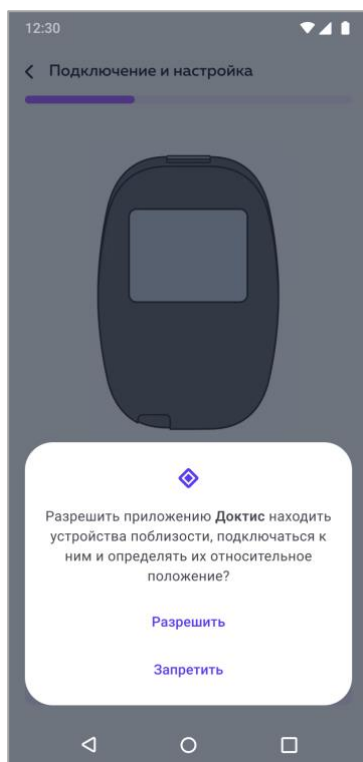 12:30
Подключение и настройка
Разрешить приложению Доктис находить
устройства поблизости, подключаться к
ним и определять их относительное
положение?
Разрешить
Запретить